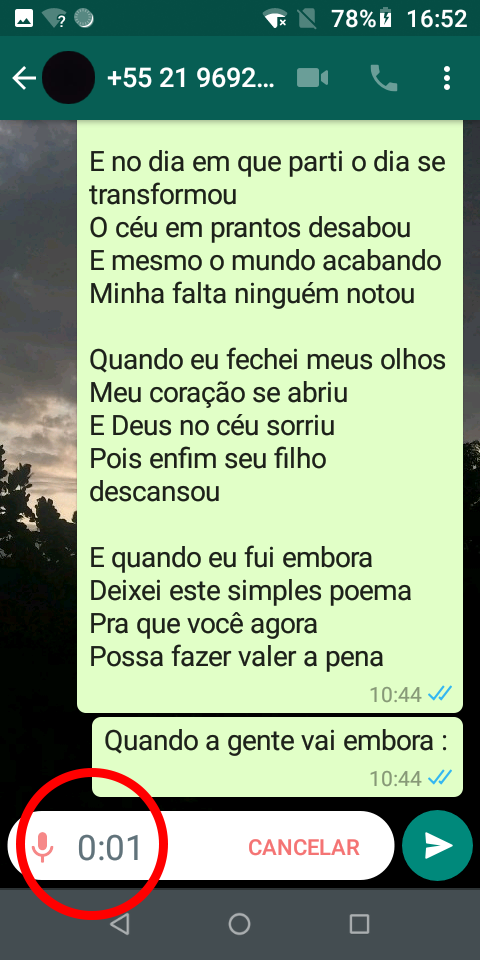 78% 16:52
+55 21 9692...
E no dia em que parti o dia se
transformou
O céu em prantos desabou
E mesmo o mundo acabando
Minha falta ninguém notou
Quando eu fechei meus olhos
Meu coração se abriu
E Deus no céu sorriu
Pois enfim seu filho
descansou
E quando eu fui embora
Deixei este simples poema
Pra que você agora
Possa fazer valer a pena
10:44
Quando a gente vai embora :
10:44
0:01 CANCELAR